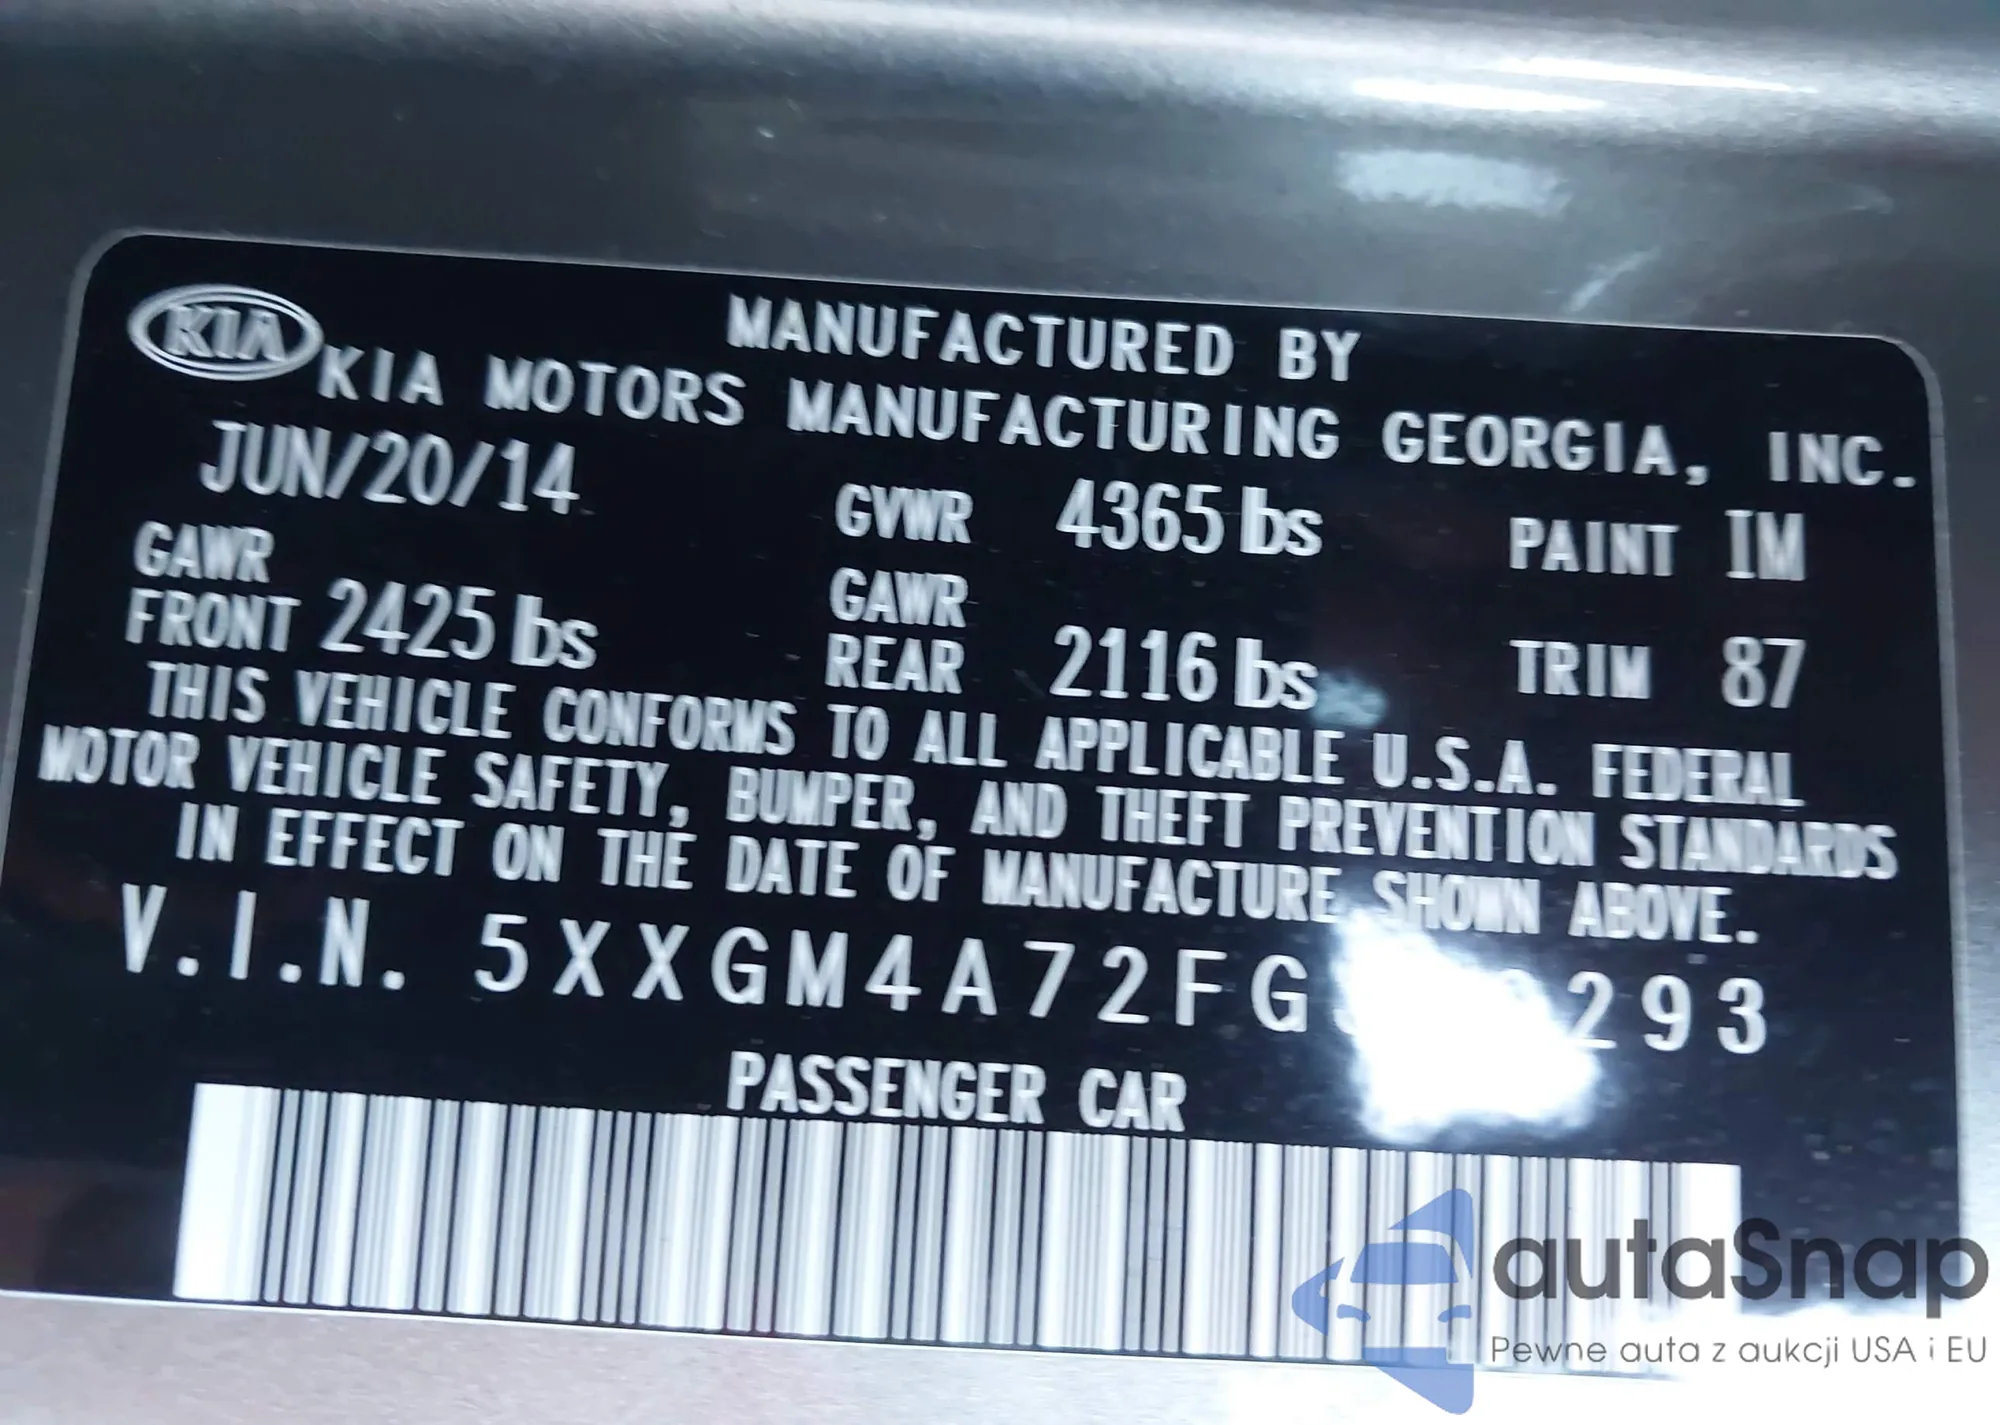 MANUFACTURED BY
KIA KIA MOTORS MANUFACTURING GEORGIA, INC.
JUN/20/14 GVWR 4365 lbs PAINT IM
GAWR FRONT 2425 lbs GAWR REAR 2116 lbs TRIM 87
THIS VEHICLE CONFORMS TO ALL APPLICABLE U.S.A. FEDERAL
MOTOR VEHICLE SAFETY, BUMPER, AND THEFT PREVENTION STANDARDS
IN EFFECT ON THE DATE OF MANUFACTURE SHOWN ABOVE.
V.I.N.
PASSENGER CAR
autaSnap
Pewne auta z aukcji USA i EU